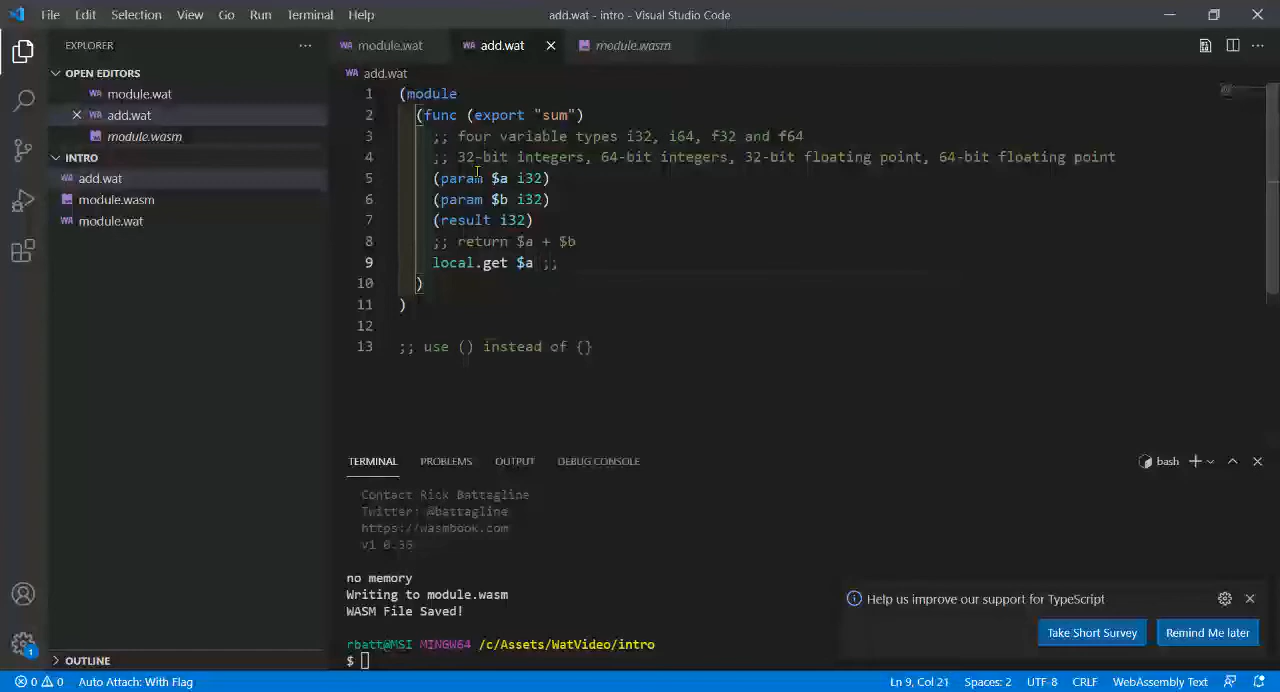 File Edit Selection View Go Run Terminal Help add.wat - intro - Visual Studio Code
EXPLORER
OPEN EDITORS
module.wat
add.wat
module.wasm
INTRO
add.wat
module.wasm
module.wat
OUTLINE
WA module.wat WA add.wat module.wasm
WA add.wat
1 (module
2 (func (export "sum")
3 ;; four variable types i32, i64, f32 and f64
4 ;; 32-bit integers, 64-bit integers, 32-bit floating point, 64-bit floating point
5 (param $a i32)
6 (param $b i32)
7 (result i32)
8 ;; return $a + $b
9 local.get $a ;;
10 )
11 )
12
13 ;; use () instead of {}
TERMINAL PROBLEMS OUTPUT DEBUG CONSOLE bash
Contact Rick Battagline
Twitter: @battagline
https://wasmbook.com
no memory
Writing to module.wasm
WASM File Saved!
rbatt@MSI MINGW64 /c/Assets/WatVideo/intro
$
Help us improve our support for TypeScript
Take Short Survey Remind Me later
0 0 Auto Attach: With Flag Ln 9, Col 21 Spaces: 2 UTF-8 CRLF WebAssembly Text